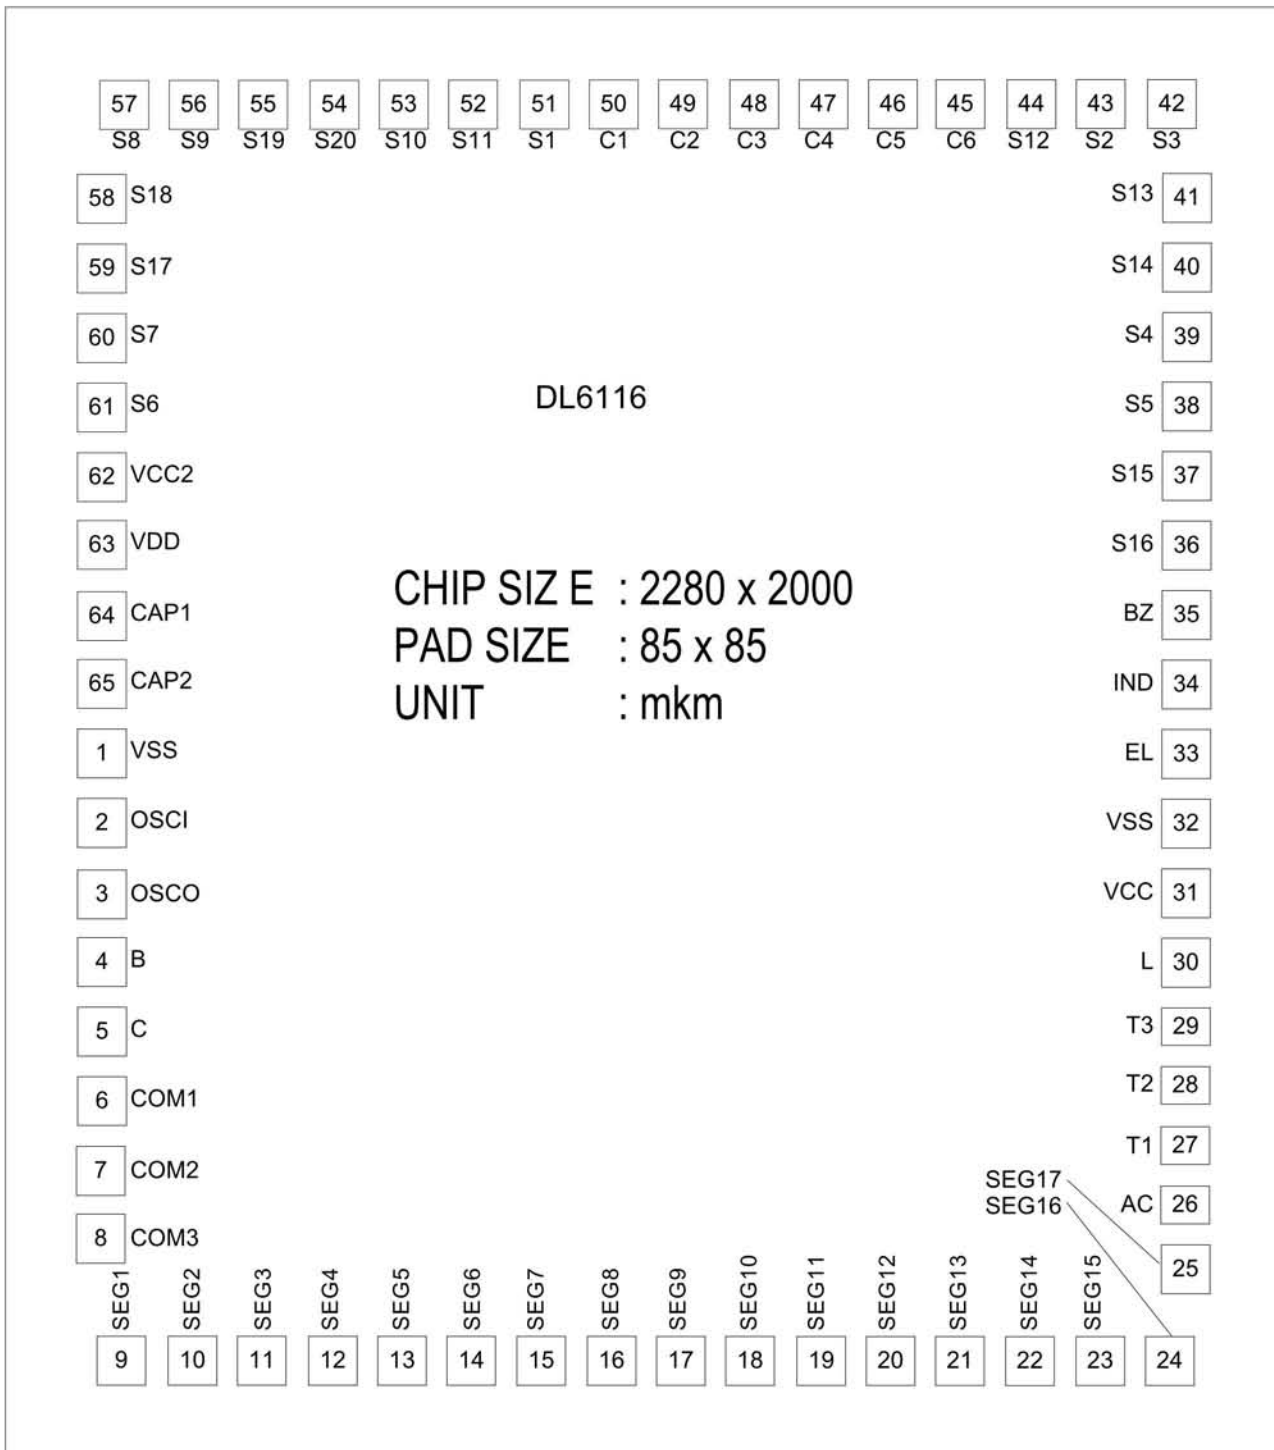 57 56 55 54 53 52 51 50 49 48 47 46 45 44 43 42
S8 S9 S19 S20 S10 S11 S1 C1 C2 C3 C4 C5 C6 S12 S2 S3
58 S18
S13 41
59 S17
S14 40
60 S7
S4 39
61 S6
DL6116
S5 38
62 VCC2
S15 37
63 VDD
S16 36
CHIP SIZ E : 2280 x 2000
64 CAP1
BZ 35
PAD SIZE : 85 x 85
65 CAP2
IND 34
UNIT : mkm
1 VSS
EL 33
2 OSCI
VSS 32
3 OSCO
VCC 31
4 B
L 30
5 C
T3 29
6 COM1
T2 28
7 COM2
T1 27
SEG17
SEG16
AC 26
8 COM3
25
SEG1 SEG2 SEG3 SEG4 SEG5 SEG6 SEG7 SEG8 SEG9 SEG10 SEG11 SEG12 SEG13 SEG14 SEG15
9 10 11 12 13 14 15 16 17 18 19 20 21 22 23 24